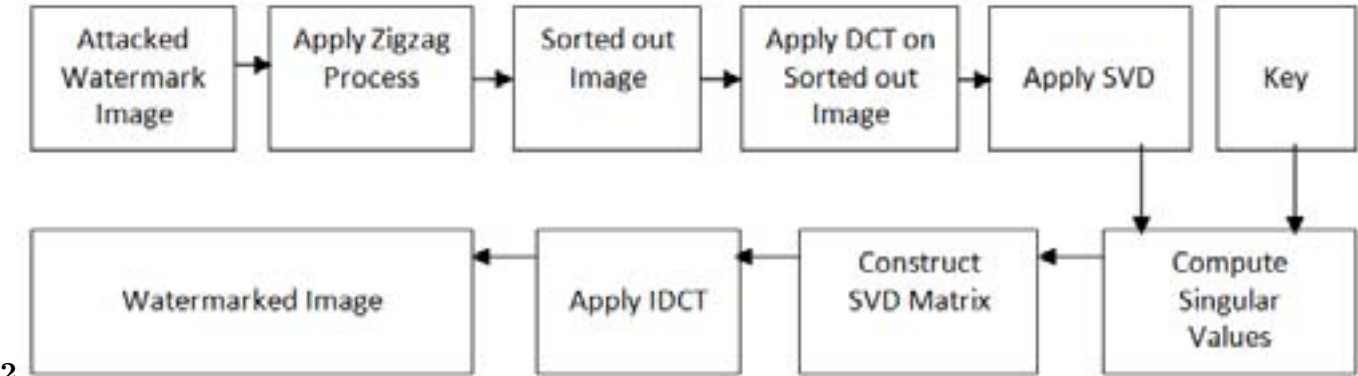 Attacked
Watermark
Image
Apply Zigzag
Process
Sorted out
Image
Apply DCT on
Sorted out
Image
Apply SVD
Key
Watermarked Image
Apply IDCT
Construct
SVD Matrix
Compute
Singular
Values
2